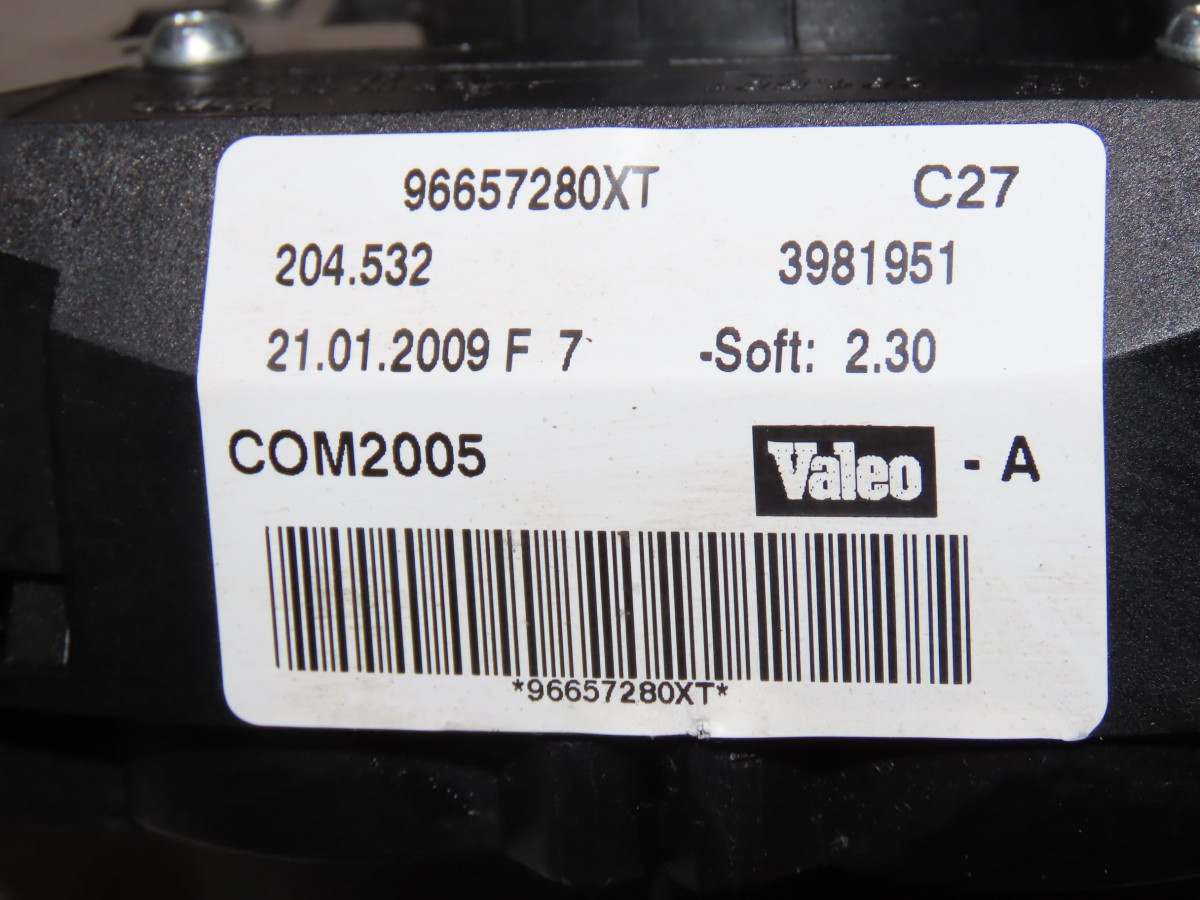 96657280XT C27
204.532 3981951
21.01.2009 F 7 -Soft: 2.30
COM2005 Valeo - A
*96657280XT*